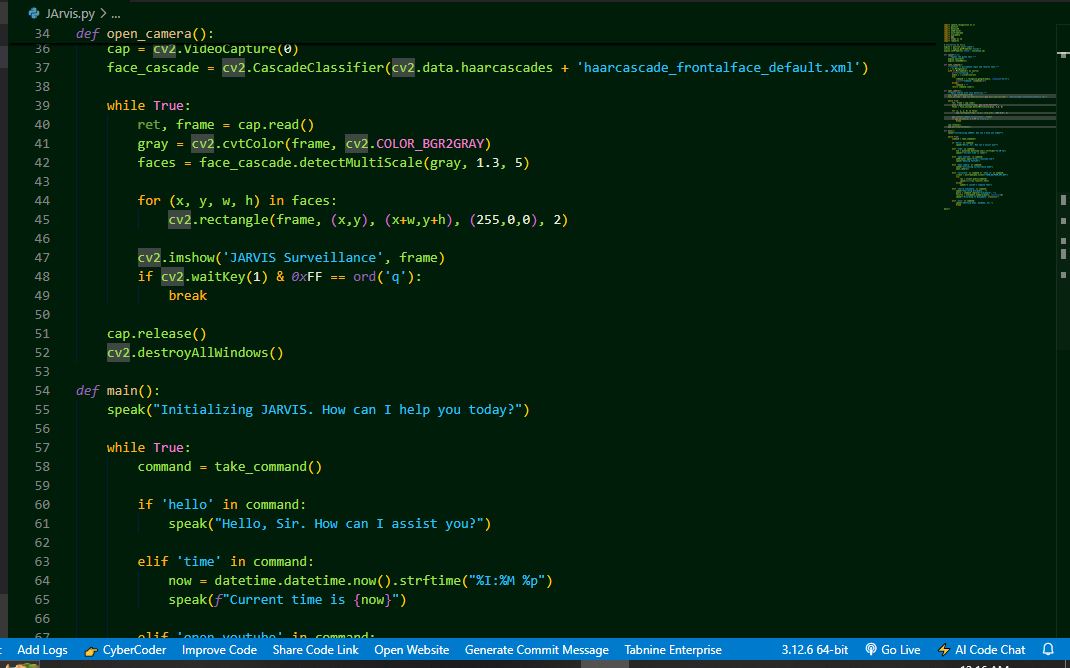 JArvis.py > ...
34 def open_camera():
36 cap = cv2.VideoCapture(0)
37 face_cascade = cv2.CascadeClassifier(cv2.data.haarcascades + 'haarcascade_frontalface_default.xml')
38
39 while True:
40 ret, frame = cap.read()
41 gray = cv2.cvtColor(frame, cv2.COLOR_BGR2GRAY)
42 faces = face_cascade.detectMultiScale(gray, 1.3, 5)
43
44 for (x, y, w, h) in faces:
45 cv2.rectangle(frame, (x,y), (x+w,y+h), (255,0,0), 2)
46
47 cv2.imshow('JARVIS Surveillance', frame)
48 if cv2.waitKey(1) & 0xFF == ord('q'):
49 break
50
51 cap.release()
52 cv2.destroyAllWindows()
53
54 def main():
55 speak("Initializing JARVIS. How can I help you today?")
56
57 while True:
58 command = take_command()
59
60 if 'hello' in command:
61 speak("Hello, Sir. How can I assist you?")
62
63 elif 'time' in command:
64 now = datetime.datetime.now().strftime("%I:%M %p")
65 speak(f"Current time is {now}")
66
67 elif 'open youtube' in command:
Add Logs CyberCoder Improve Code Share Code Link Open Website Generate Commit Message Tabnine Enterprise 3.12.6 64-bit Go Live AI Code Chat